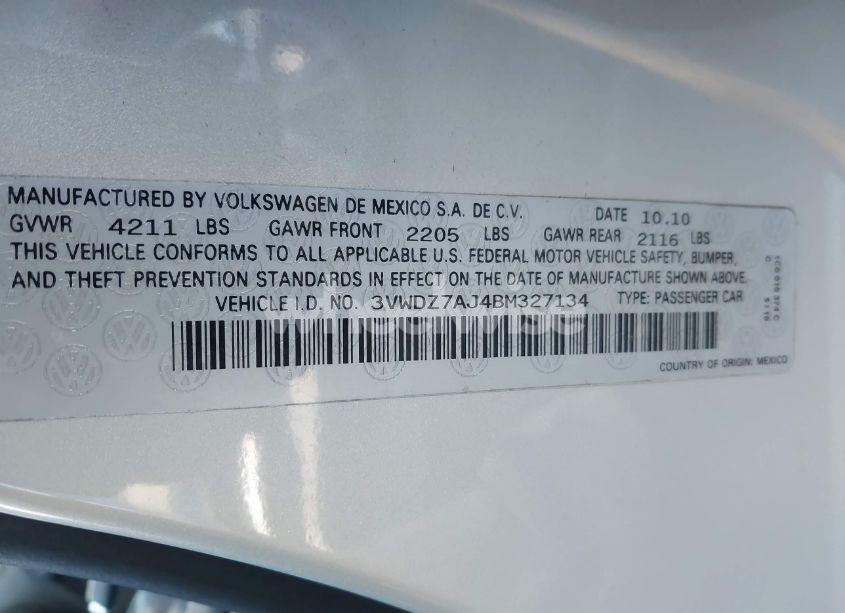 MANUFACTURED BY VOLKSWAGEN DE MEXICO S.A. DE C.V. DATE 10.10
GVWR 4211 LBS GAWR FRONT 2205 LBS GAWR REAR 2116 LBS
THIS VEHICLE CONFORMS TO ALL APPLICABLE U.S. FEDERAL MOTOR VEHICLE SAFETY, BUMPER,
AND THEFT PREVENTION STANDARDS IN EFFECT ON THE DATE OF MANUFACTURE SHOWN ABOVE.
VEHICLE I.D. NO. 3VWDZ7AJ4BM327134 TYPE: PASSENGER CAR
COUNTRY OF ORIGIN: MEXICO
wheelwise